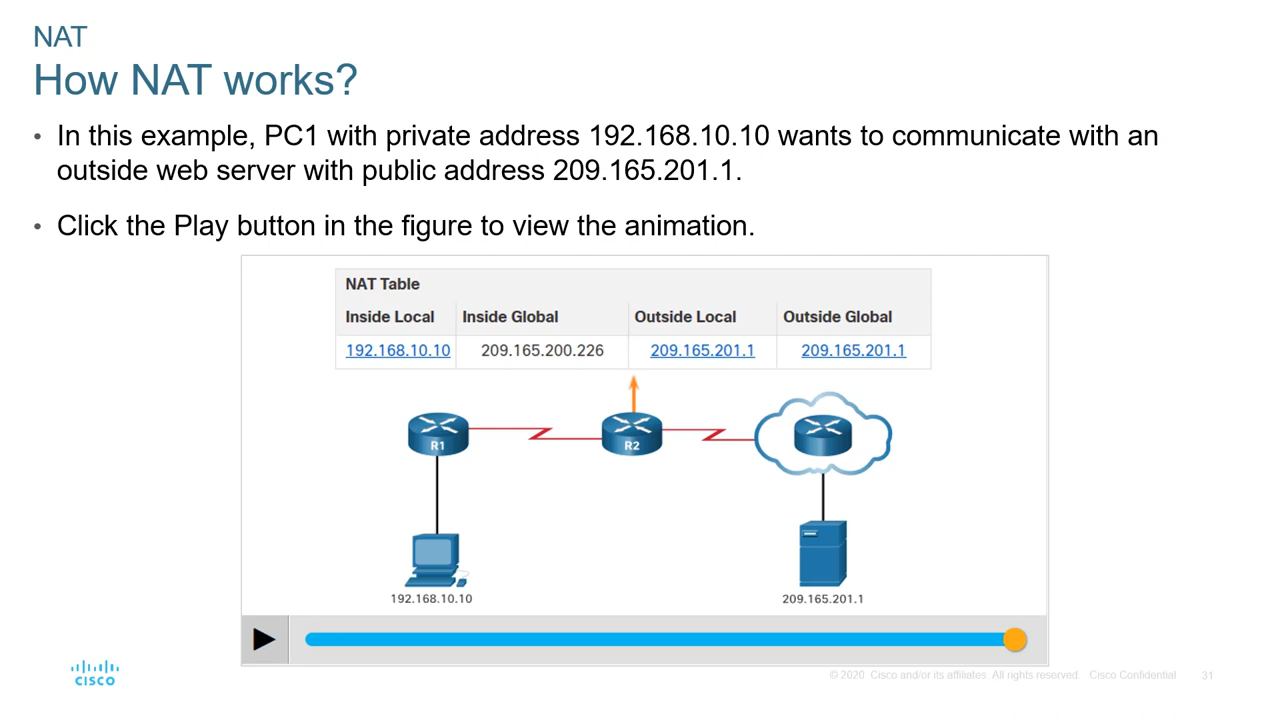 NAT
How NAT works?
• In this example, PC1 with private address 192.168.10.10 wants to communicate with an
outside web server with public address 209.165.201.1.
• Click the Play button in the figure to view the animation.
NAT Table
Inside Local Inside Global Outside Local Outside Global
192.168.10.10 209.165.200.226 209.165.201.1 209.165.201.1
R1 R2
192.168.10.10 209.165.201.1
CISCO
© 2020 Cisco and/or its affiliates. All rights reserved. Cisco Confidential 31